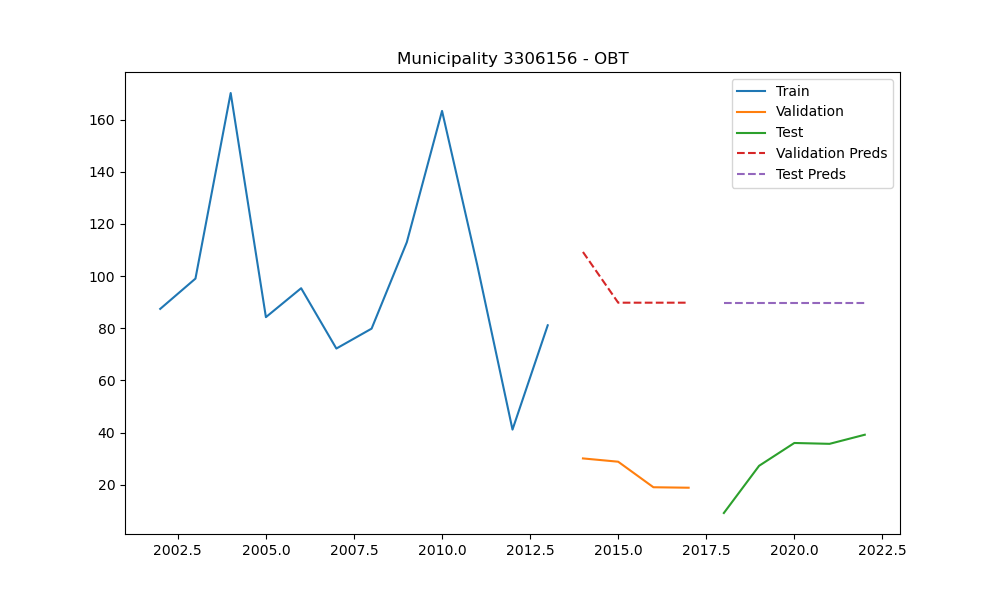 Municipality 3306156 - OBT
Train
Validation
Test
Validation Preds
Test Preds
160
140
120
100
80
60
40
20
2002.5 2005.0 2007.5 2010.0 2012.5 2015.0 2017.5 2020.0 2022.5